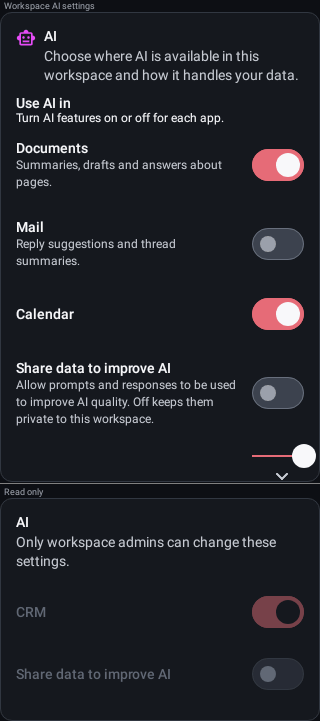 Workspace AI settings
AI
Choose where AI is available in this
workspace and how it handles your data.
Use AI in
Turn AI features on or off for each app.
Documents
Summaries, drafts and answers about
pages.
Mail
Reply suggestions and thread
summaries.
Calendar
Share data to improve AI
Allow prompts and responses to be used
to improve AI quality. Off keeps them
private to this workspace.
Read only
AI
Only workspace admins can change these
settings.
CRM
Share data to improve AI